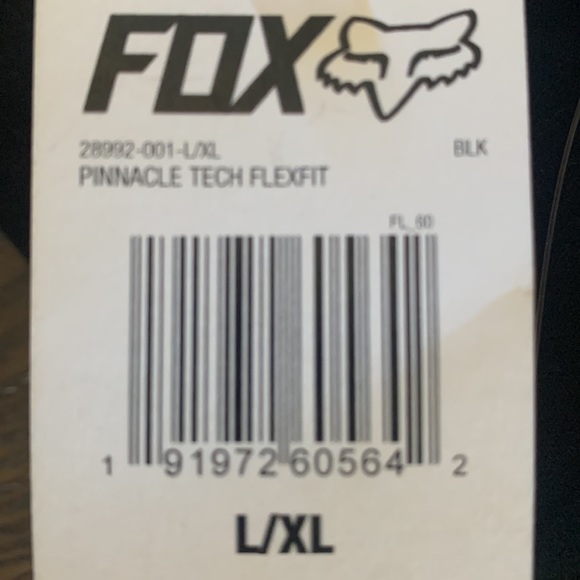 FOX
28992-001-L/XL BLK
PINNACLE TECH FLEXFIT
FL_60
1 91972 60564 2
L/XL